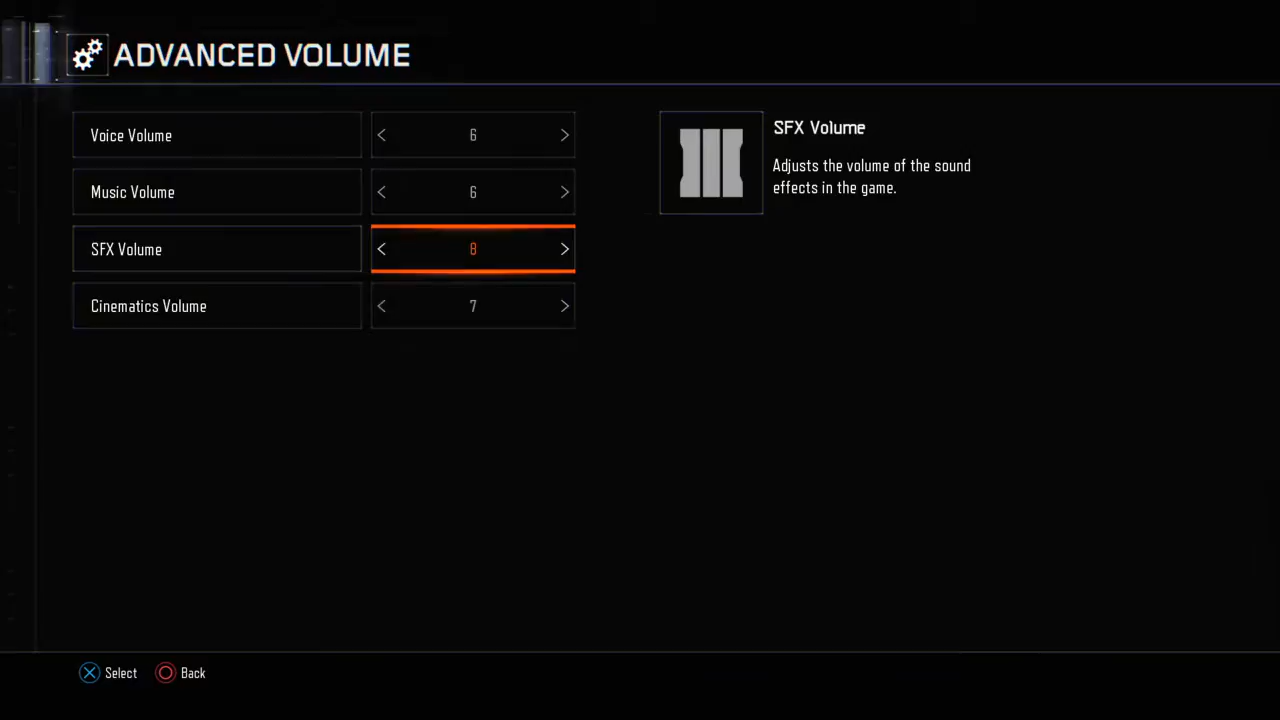 ADVANCED VOLUME
Voice Volume < 6 >
Music Volume < 6 >
SFX Volume < 8 >
Cinematics Volume < 7 >
SFX Volume
Adjusts the volume of the sound
effects in the game.
Select Back